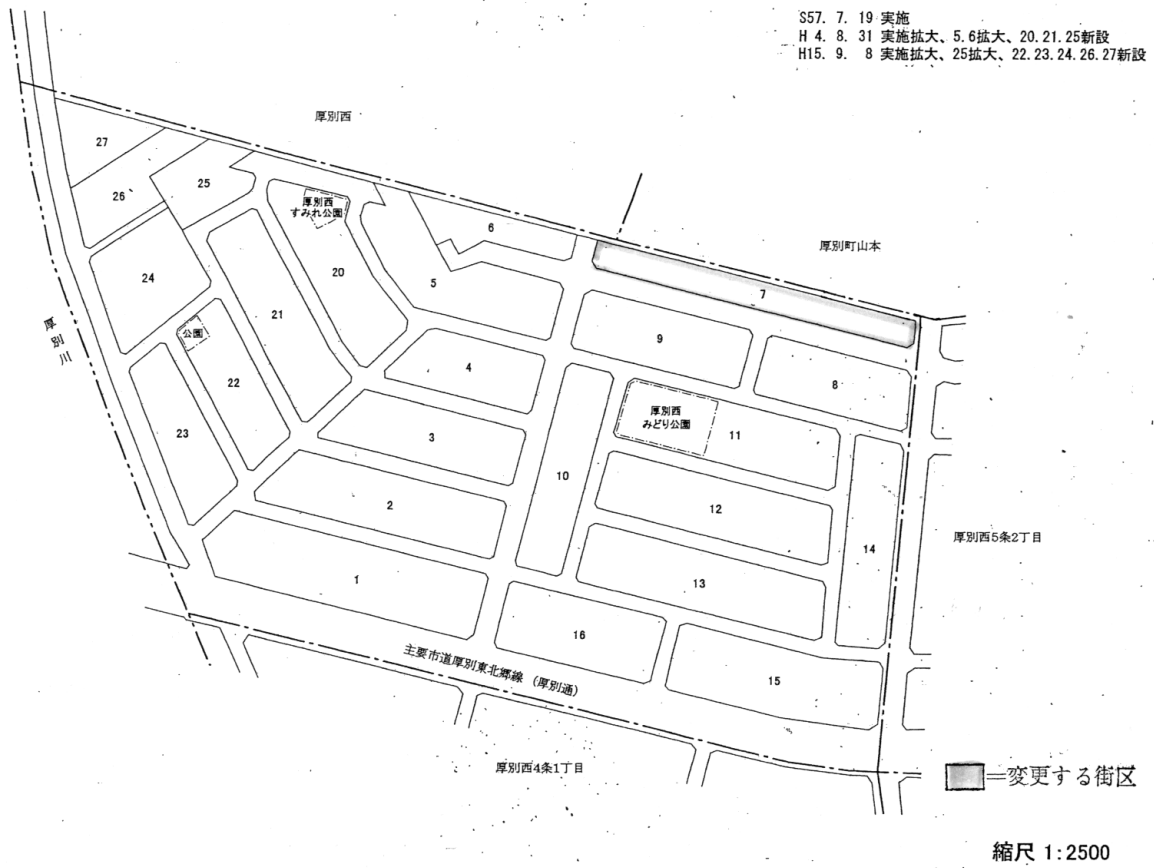 S57. 7. 19 実施
H 4. 8. 31 実施拡大、5.6拡大、20.21.25新設
H15. 9. 8 実施拡大、25拡大、22.23.24.26.27新設
厚別西
27
26
25
厚別西
すみれ公園
6
厚別町山本
24
20
5
7
21
厚別川
公園
9
22
4
8
厚別西
みどり公園
11
23
3
10
2
12
14
厚別西5条2丁目
1
13
16
主要市道厚別東北郷線 (厚別通)
15
厚別西4条1丁目
=変更する街区
縮尺 1:2500